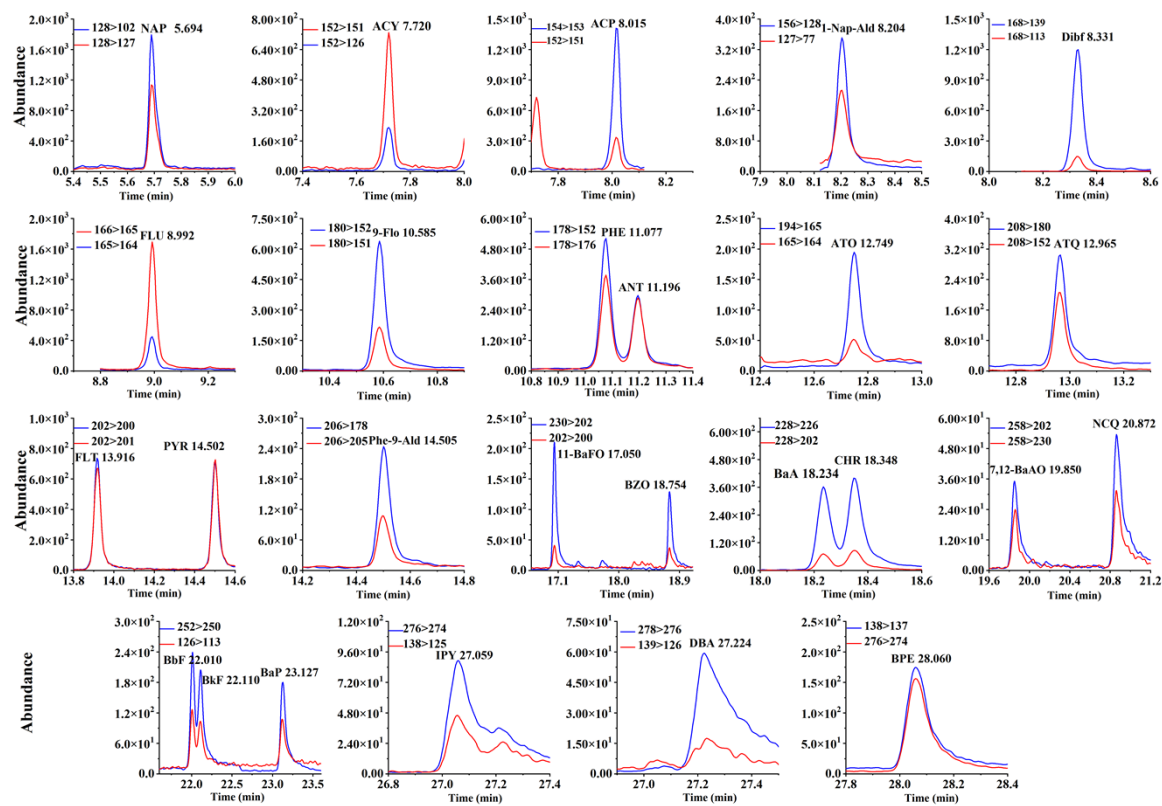 Abundance
2.0×10³
1.6×10³
1.2×10³
8.0×10²
4.0×10²
0.0
128>102
128>127
NAP 5.694
5.4 5.5 5.6 5.7 5.8 5.9 6.0
Time (min)
8.0×10²
6.4×10²
4.8×10²
3.2×10²
1.6×10²
0.0
152>151
152>126
ACY 7.720
7.4 7.6 7.8 8.0
Time (min)
1.5×10³
1.2×10³
9.0×10²
6.0×10²
3.0×10²
0.0
154>153
152>151
ACP 8.015
7.8 8.0 8.2
Time (min)
4.0×10²
3.0×10²
2.0×10²
1.0×10²
0.0
156>128
127>77
1-Nap-Ald 8.204
7.9 8.0 8.1 8.2 8.3 8.4 8.5
Time (min)
1.5×10³
1.2×10³
9.0×10²
6.0×10²
3.0×10²
0.0
168>139
168>113
Dibf 8.331
8.0 8.2 8.4 8.6
Time (min)
Abundance
2.0×10³
1.6×10³
1.2×10³
8.0×10²
4.0×10²
0.0
166>165
165>164
FLU 8.992
8.8 9.0 9.2
Time (min)
7.50×10²
6.00×10²
4.50×10²
3.00×10²
1.50×10²
0.00
180>152
180>151
9-Flo 10.585
10.4 10.6 10.8
Time (min)
6.00×10²
4.80×10²
3.60×10²
2.40×10²
1.20×10²
0.00
178>152
178>176
PHE 11.077
ANT 11.196
10.8 10.9 11.0 11.1 11.2 11.3 11.4
Time (min)
2.5×10²
2.0×10²
1.5×10²
1.0×10²
5.0×10¹
0.0
194>165
165>164
ATO 12.749
12.4 12.6 12.8 13.0
Time (min)
4.0×10²
3.0×10²
2.0×10²
1.0×10²
0.0
208>180
208>152
ATQ 12.965
12.8 13.0 13.2
Time (min)
Abundance
1.0×10³
8.0×10²
6.0×10²
4.0×10²
2.0×10²
0.0
202>200
202>201
FLT 13.916
PYR 14.502
13.8 14.0 14.2 14.4 14.6
Time (min)
3.0×10²
2.4×10²
1.8×10²
1.2×10²
6.0×10¹
0.0
206>178
206>205
Phe-9-Ald 14.505
14.2 14.4 14.6 14.8
Time (min)
2.5×10²
2.0×10²
1.5×10²
1.0×10²
5.0×10¹
0.0
230>202
202>200
11-BaFO 17.050
BZO 18.754
17.1 18.0 18.9
Time (min)
6.00×10²
4.80×10²
3.60×10²
2.40×10²
1.20×10²
0.00
228>226
228>202
BaA 18.234
CHR 18.348
18.0 18.2 18.4 18.6
Time (min)
6.0×10¹
4.5×10¹
3.0×10¹
1.5×10¹
0.0
258>202
258>230
7,12-BaAO 19.850
NCQ 20.872
19.6 20.0 20.4 20.8 21.2
Time (min)
Abundance
3.0×10²
2.4×10²
1.8×10²
1.2×10²
6.0×10¹
0.0
252>250
126>113
BbF 22.010
BkF 22.110
BaP 23.127
22.0 22.5 23.0 23.5
Time (min)
1.20×10²
9.60×10¹
7.20×10¹
4.80×10¹
2.40×10¹
0.00
276>274
138>125
IPY 27.059
26.8 27.0 27.2 27.4
Time (min)
7.5×10¹
6.0×10¹
4.5×10¹
3.0×10¹
1.5×10¹
0.0
278>276
139>126
DBA 27.224
27.0 27.2 27.4
Time (min)
2.5×10²
2.0×10²
1.5×10²
1.0×10²
5.0×10¹
0.0
138>137
276>274
BPE 28.060
27.8 28.0 28.2 28.4
Time (min)